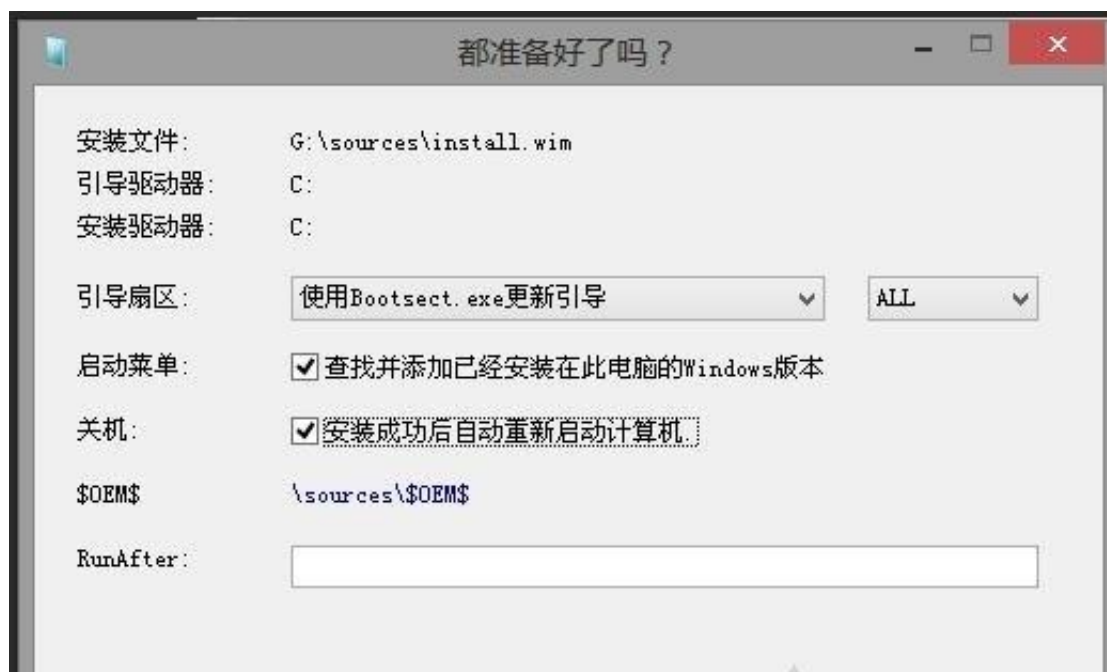 都准备好了吗？
安装文件: G:\sources\install.wim
引导驱动器: C:
安装驱动器: C:
引导扇区: 使用Bootsect.exe更新引导 ALL
启动菜单: 查找并添加已经安装在此电脑的Windows版本
关机: 安装成功后自动重新启动计算机.
$OEM$ \sources\$OEM$
RunAfter: